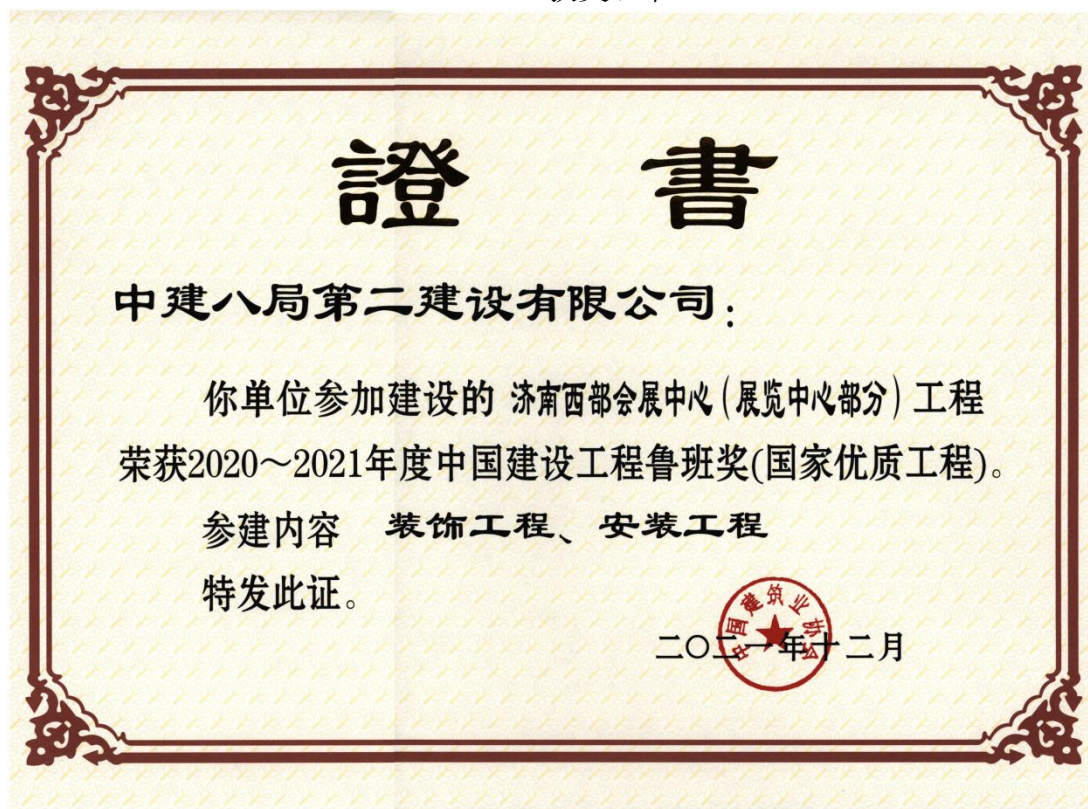 證 書
中建八局第二建设有限公司：
你单位参加建设的 济南西部会展中心（展览中心部分）工程
荣获2020～2021年度中国建设工程鲁班奖(国家优质工程)。
参建内容 装饰工程、安装工程
特发此证。
中国建筑业协会
二〇二一年十二月